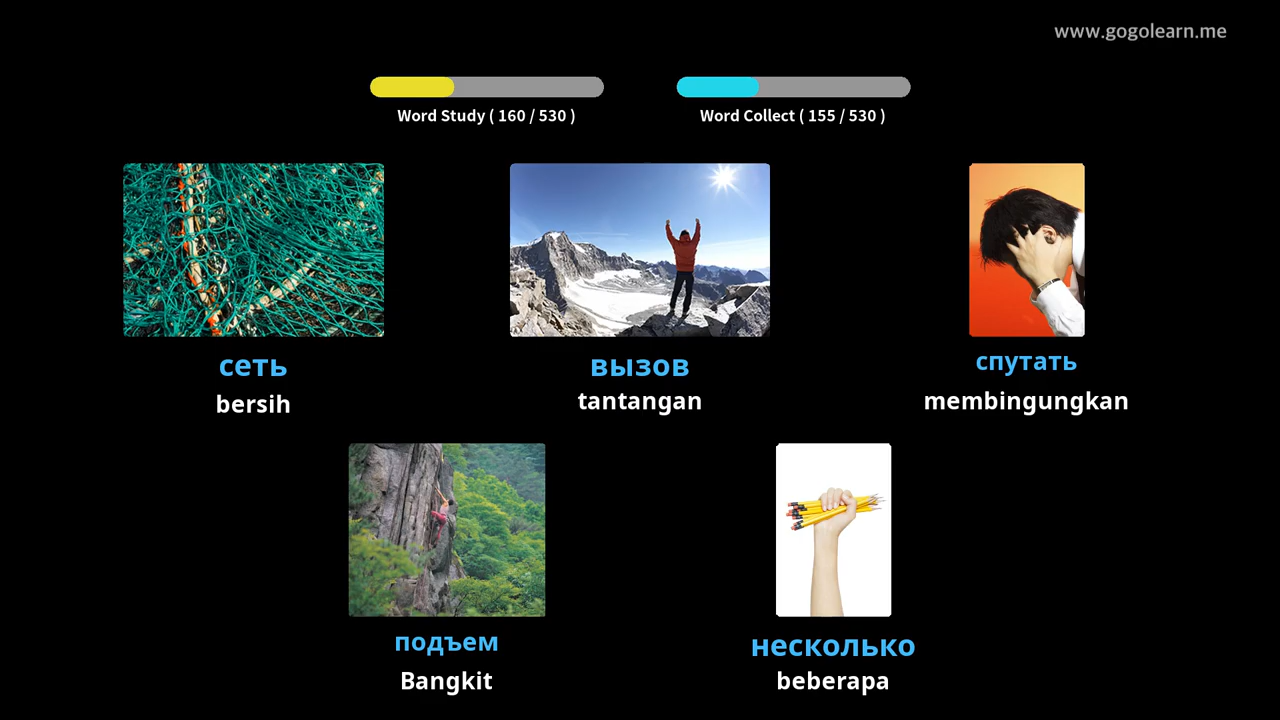 www.gogolearn.me
Word Study ( 160 / 530 )
Word Collect ( 155 / 530 )
сеть
bersih
вызов
tantangan
спутать
membingungkan
подъем
Bangkit
несколько
beberapa